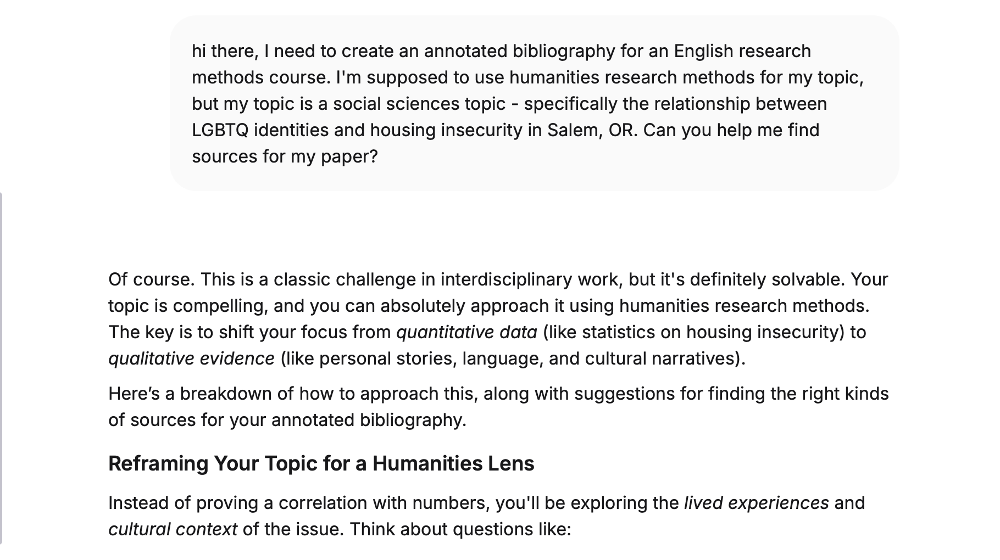 hi there, I need to create an annotated bibliography for an English research
methods course. I'm supposed to use humanities research methods for my topic,
but my topic is a social sciences topic - specifically the relationship between
LGBTQ identities and housing insecurity in Salem, OR. Can you help me find
sources for my paper?
Of course. This is a classic challenge in interdisciplinary work, but it's definitely solvable. Your
topic is compelling, and you can absolutely approach it using humanities research methods.
The key is to shift your focus from quantitative data (like statistics on housing insecurity) to
qualitative evidence (like personal stories, language, and cultural narratives).
Here’s a breakdown of how to approach this, along with suggestions for finding the right kinds
of sources for your annotated bibliography.
Reframing Your Topic for a Humanities Lens
Instead of proving a correlation with numbers, you'll be exploring the lived experiences and
cultural context of the issue. Think about questions like: